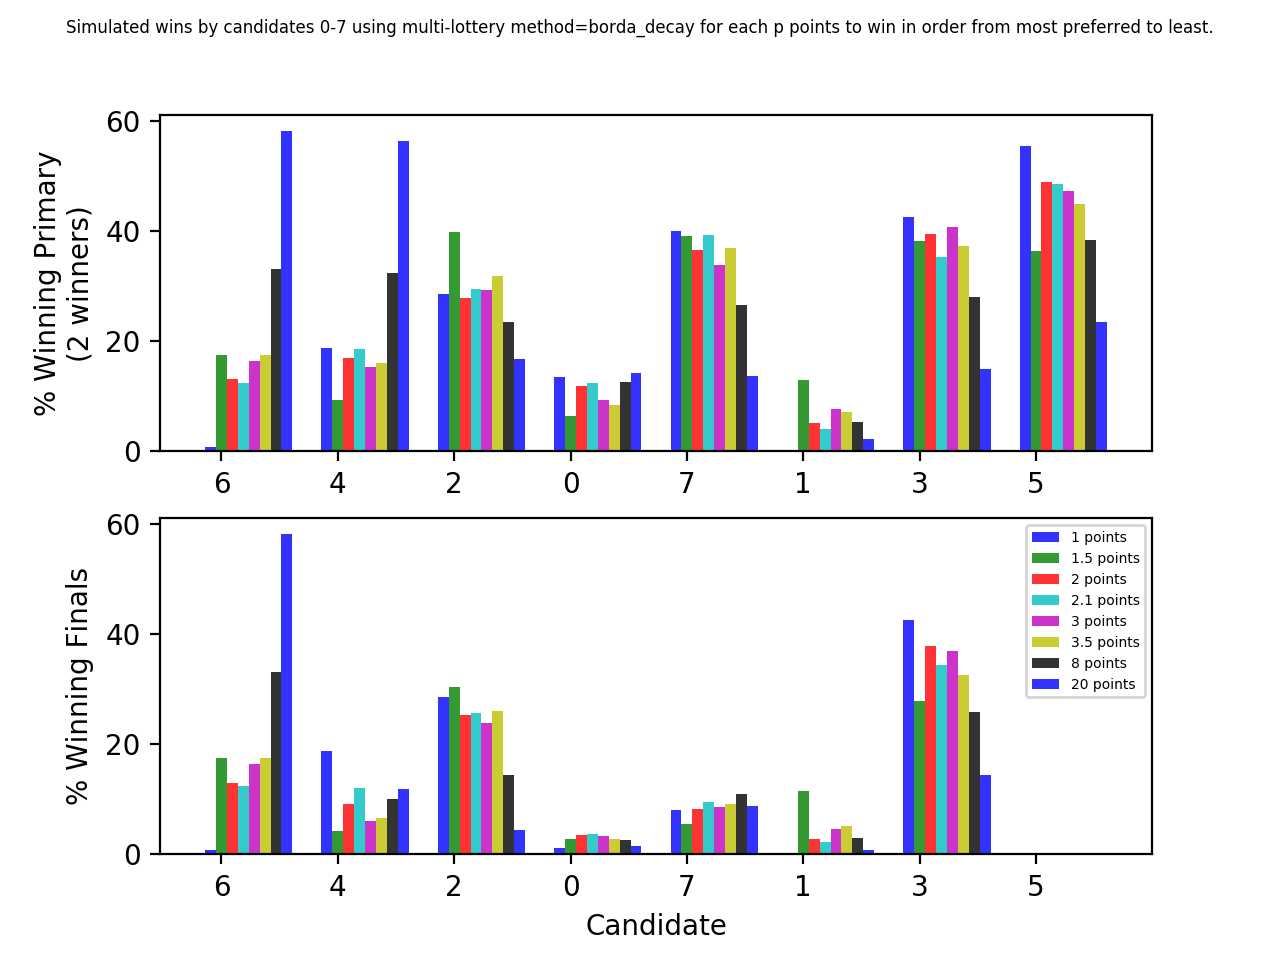 Simulated wins by candidates 0-7 using multi-lottery method=borda_decay for each p points to win in order from most preferred to least.
% Winning Primary
(2 winners)
60
40
20
0
6 4 2 0 7 1 3 5
% Winning Finals
60
40
20
0
1 points
1.5 points
2 points
2.1 points
3 points
3.5 points
8 points
20 points
6 4 2 0 7 1 3 5
Candidate